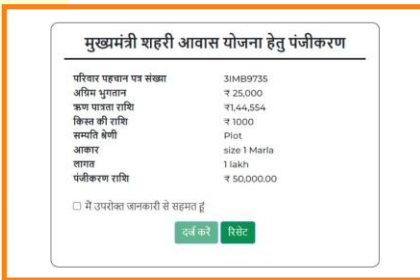 मुख्यमंत्री शहरी आवास योजना हेतु पंजीकरण
परिवार पहचान पत्र संख्या 3IMB9735
अग्रिम भुगतान ₹ 25,000
ऋण पात्रता राशि ₹1,44,554
किस्त की राशि ₹ 1000
सम्पति श्रेणी Plot
आकार size 1 Marla
लागत 1 lakh
पंजीकरण राशि ₹ 50,000.00
में उपरोक्त जानकारी से सहमत हूं
दर्ज करें रिसेट